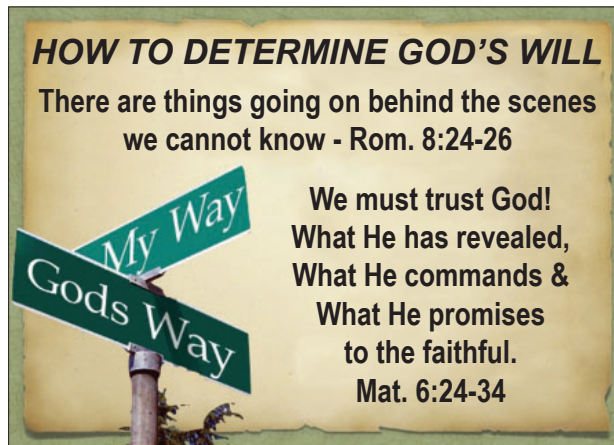 HOW TO DETERMINE GOD'S WILL
There are things going on behind the scenes
we cannot know - Rom. 8:24-26
My Way
Gods Way
We must trust God!
What He has revealed,
What He commands &
What He promises
to the faithful.
Mat. 6:24-34